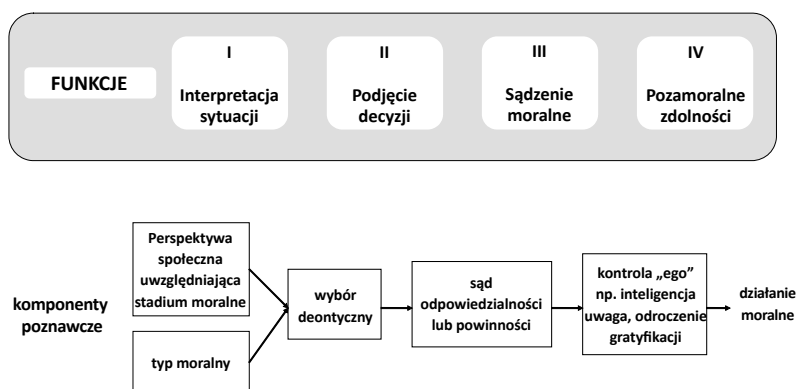 FUNKCJE
I
Interpretacja
sytuacji
II
Podjęcie
decyzji
III
Sądzenie
moralne
IV
Pozamoralne
zdolności
komponenty
poznawcze
Perspektywa
społeczna
uwzględniająca
stadium moralne
typ moralny
wybór
deontyczny
sąd
odpowiedzialności
lub powinności
kontrola „ego”
np. inteligencja
uwaga, odroczenie
gratyfikacji
działanie
moralne